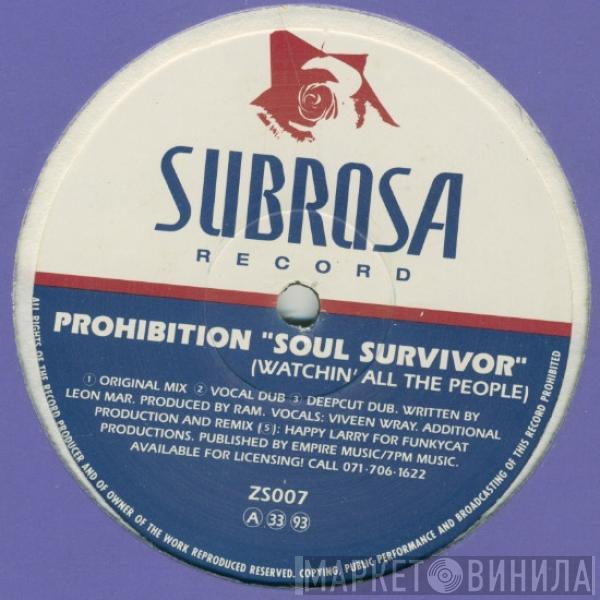 SUBROSA
RECORD
PROHIBITION "SOUL SURVIVOR"
(WATCHIN' ALL THE PEOPLE)
① ORIGINAL MIX ② VOCAL DUB ③ DEEPCUT DUB. WRITTEN BY
LEON MAR. PRODUCED BY RAM. VOCALS: VIVEEN WRAY. ADDITIONAL
PRODUCTION AND REMIX (5): HAPPY LARRY FOR FUNKYCAT
PRODUCTIONS. PUBLISHED BY EMPIRE MUSIC/7PM MUSIC.
AVAILABLE FOR LICENSING! CALL 071-706-1622
ZS007
A 33 93
ALL RIGHTS OF THE RECORD PRODUCER AND OF OWNER OF THE WORK REPRODUCED RESERVED. COPYING, PUBLIC PERFORMANCE AND BROADCASTING OF THIS RECORD PROHIBITED
МАРКЕТ ВИНИЛА